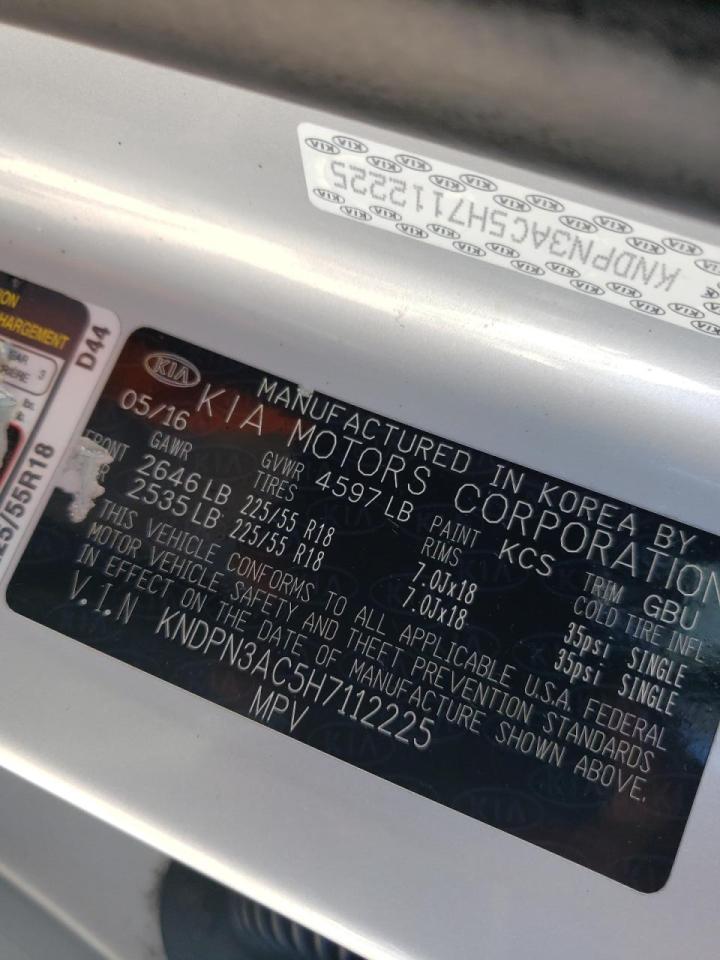 KNDPN3AC5H7112225
HARGEMENT
D44
25/55R18
KIA
MANUFACTURED IN KOREA BY
05/16 KIA MOTORS CORPORATION
GAWR GVWR 4597LB PAINT KCS TRIM GBU
FRONT 2646LB TIRES 225/55 R18 RIMS 7.0Jx18 COLD TIRE INFL 35psi SINGLE
2535LB 225/55 R18 7.0Jx18 35psi SINGLE
THIS VEHICLE CONFORMS TO ALL APPLICABLE U.S.A. FEDERAL
MOTOR VEHICLE SAFETY AND THEFT PREVENTION STANDARDS
IN EFFECT ON THE DATE OF MANUFACTURE SHOWN ABOVE.
V.I.N KNDPN3AC5H7112225
MPV